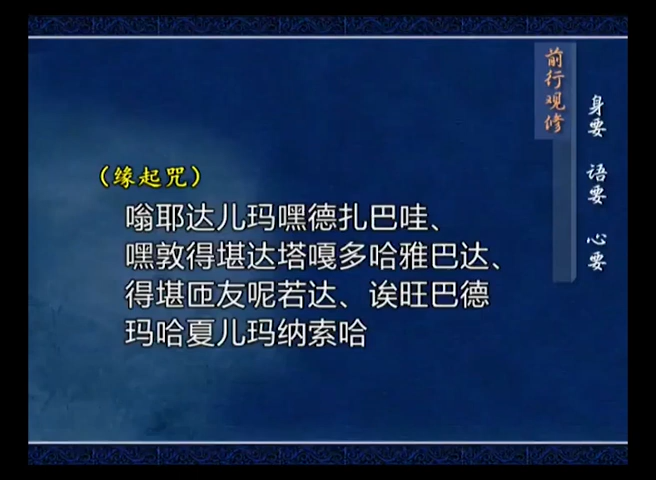 前行观修
身要 语要 心要
（缘起咒）
嗡耶达儿玛嘿德扎巴哇、
嘿敦得堪达塔嘎多哈雅巴达、
得堪匝友呢若达、诶旺巴德
玛哈夏儿玛纳索哈